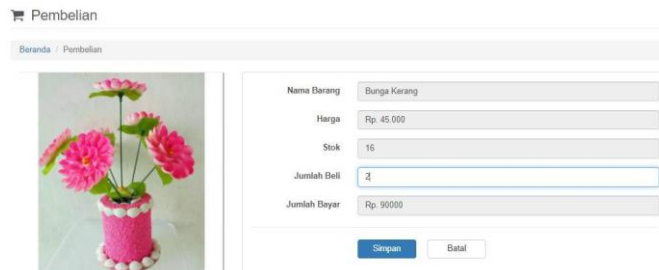 Pembelian
Beranda / Pembelian
Nama Barang Bunga Kerang
Harga Rp. 45.000
Stok 16
Jumlah Beli 2
Jumlah Bayar Rp. 90000
Simpan Batal